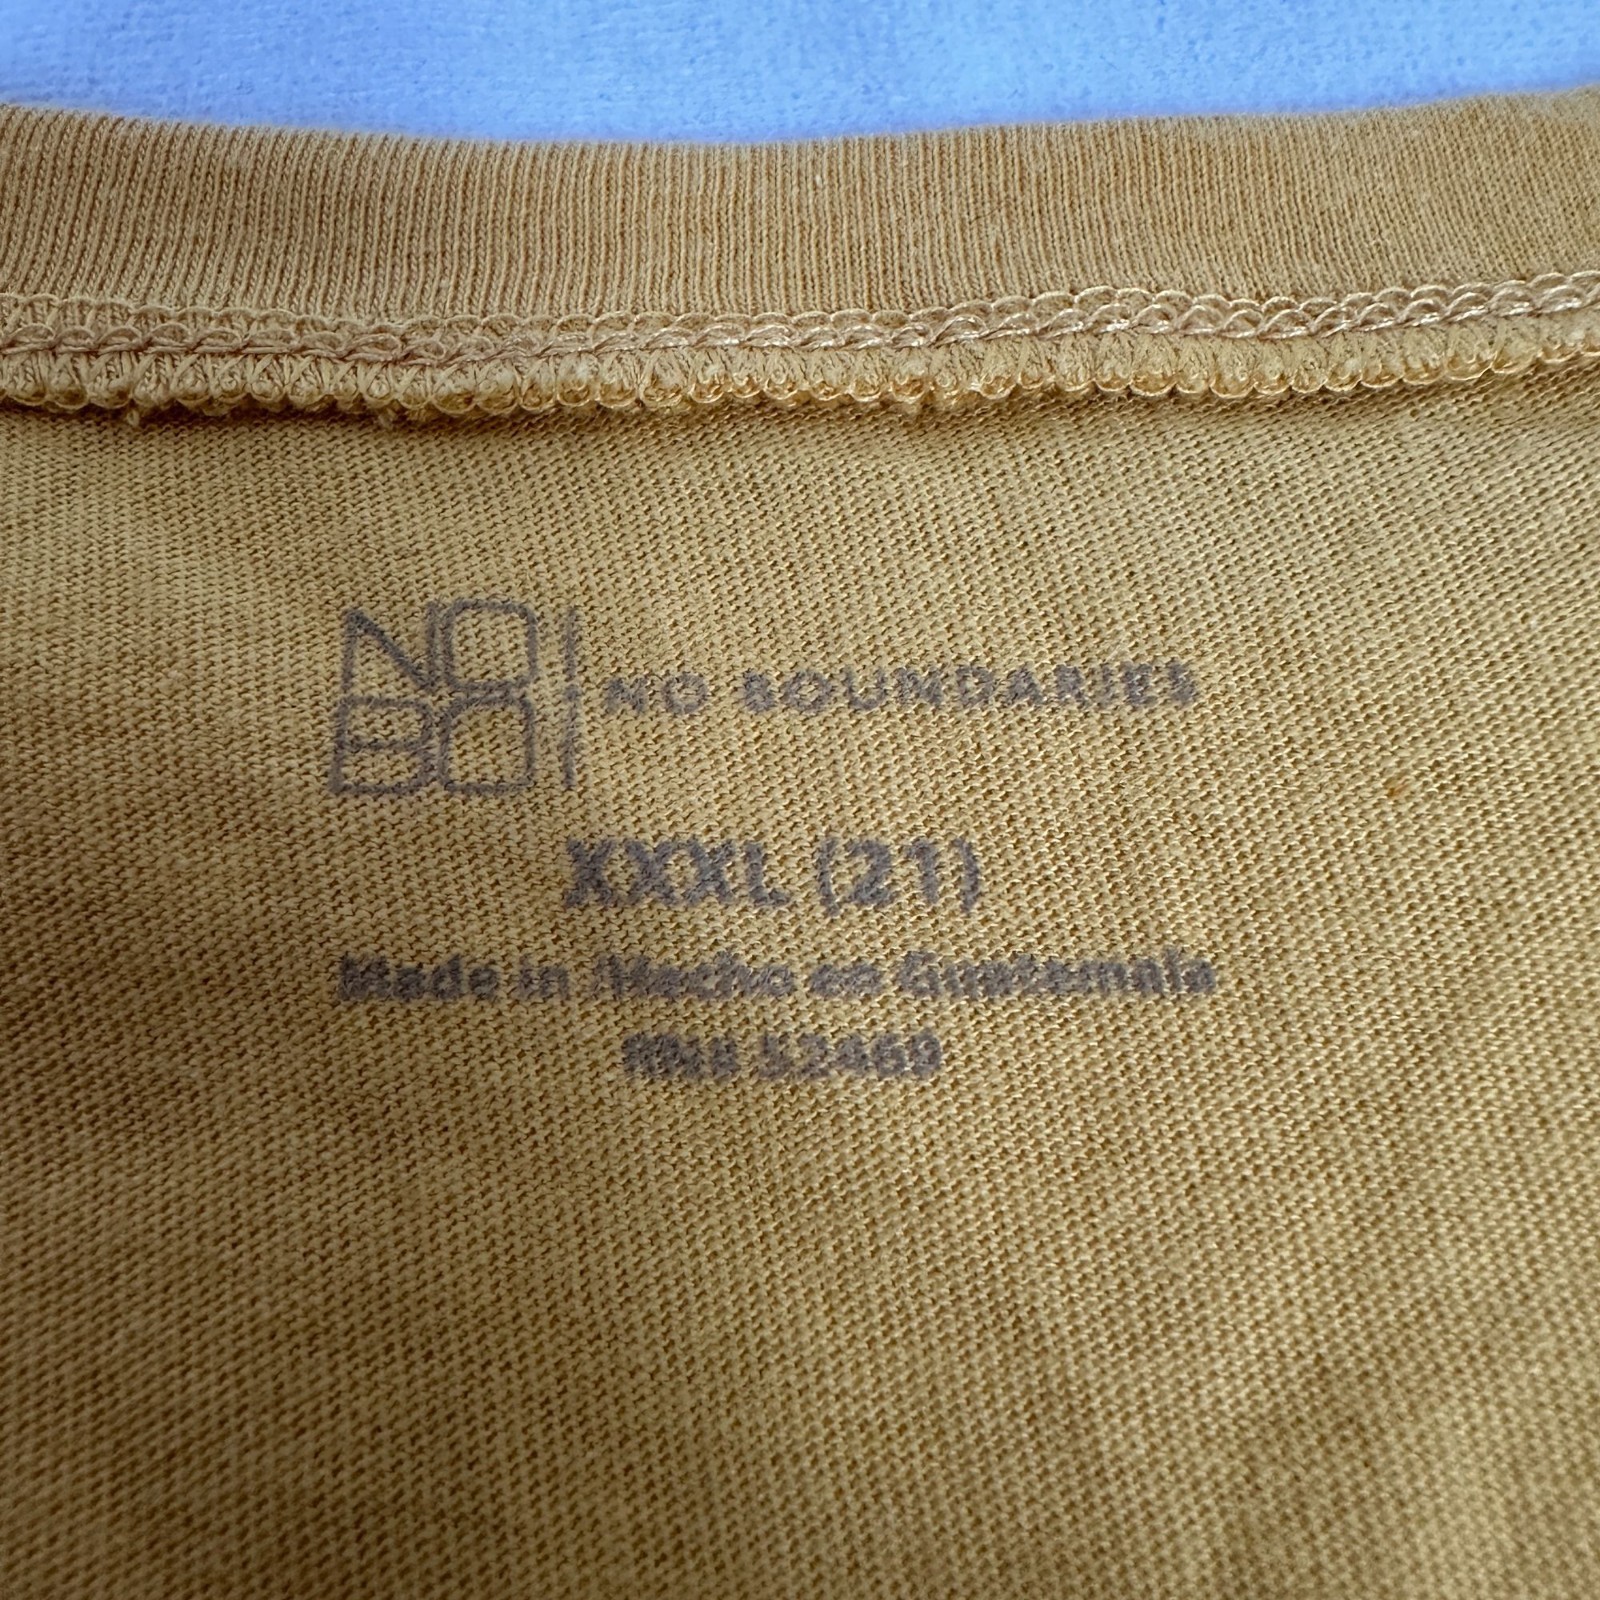 NO
BO
NO BOUNDARIES
XXXL (21)
Made in /Hecho en Guatemala
RN# 52469